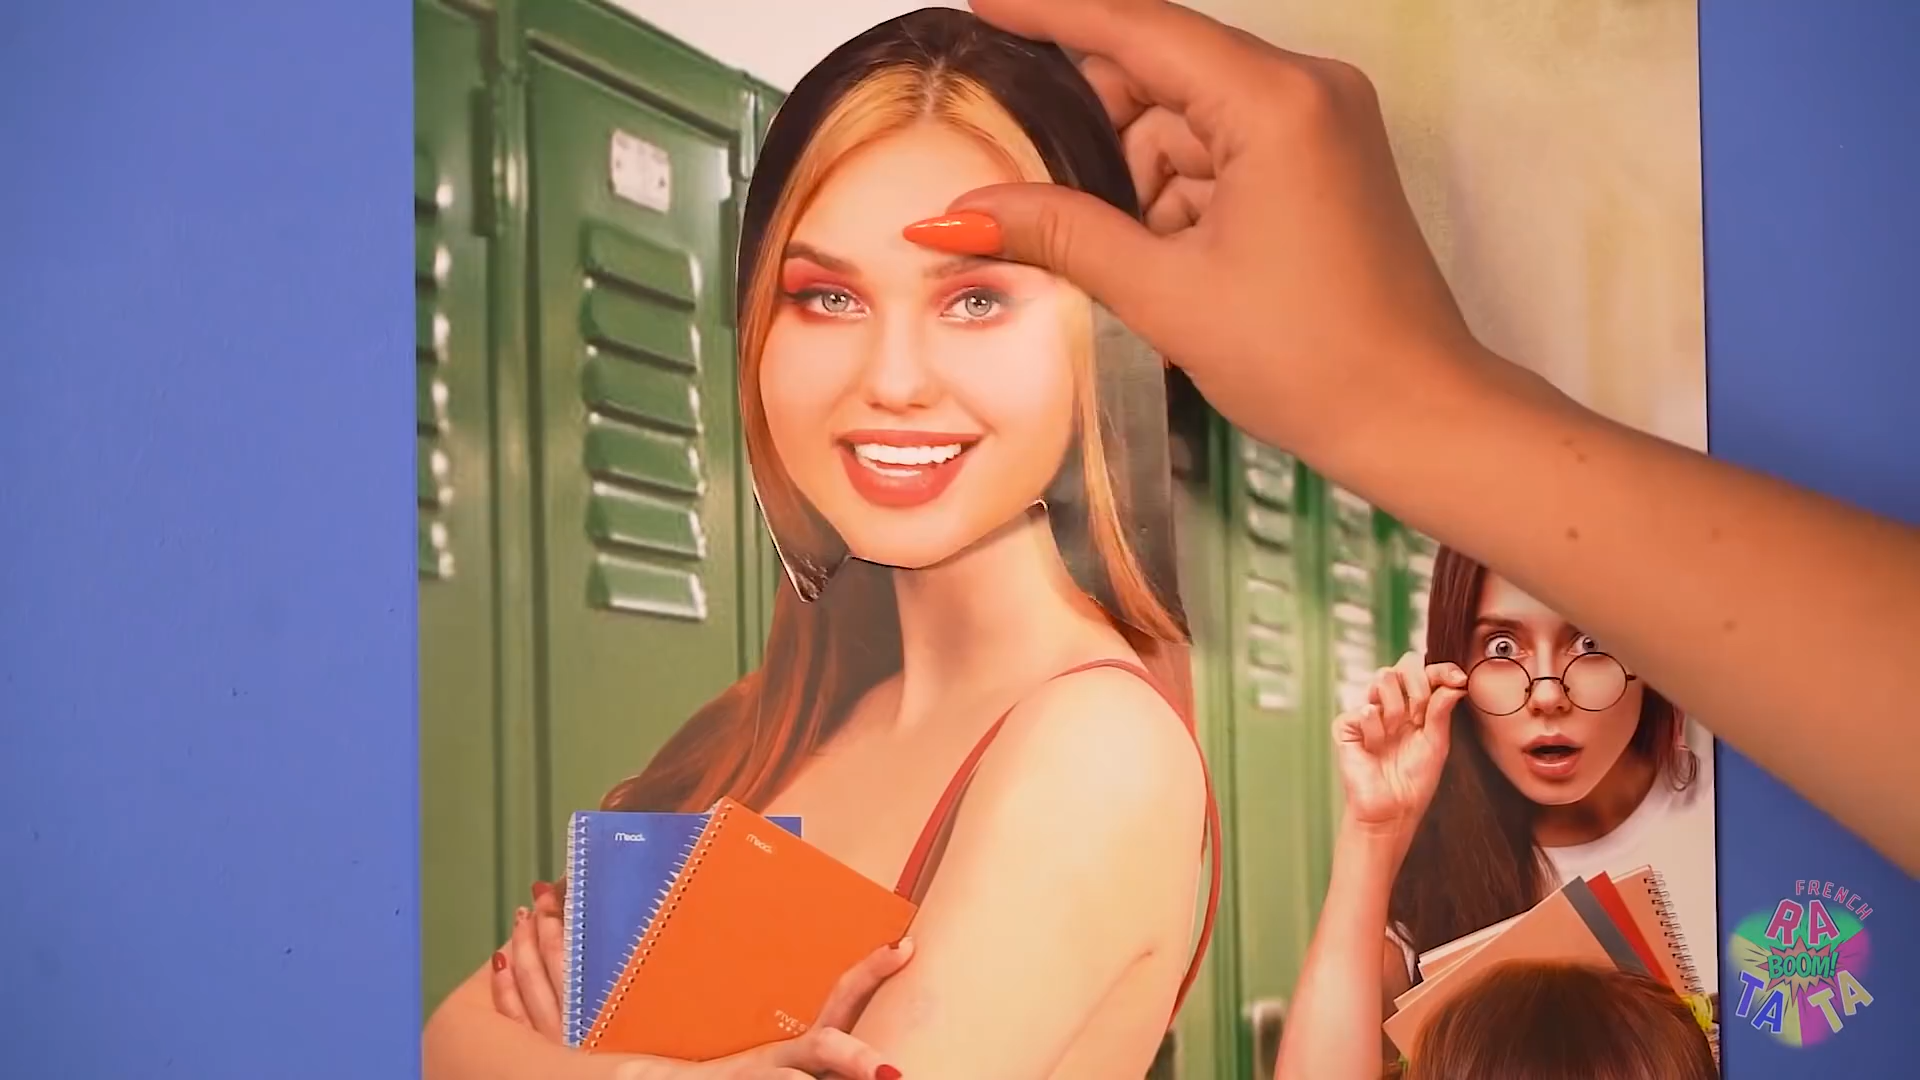 Mead
Mead
FIVE S
FRENCH
RA
BOOM!
TA TA